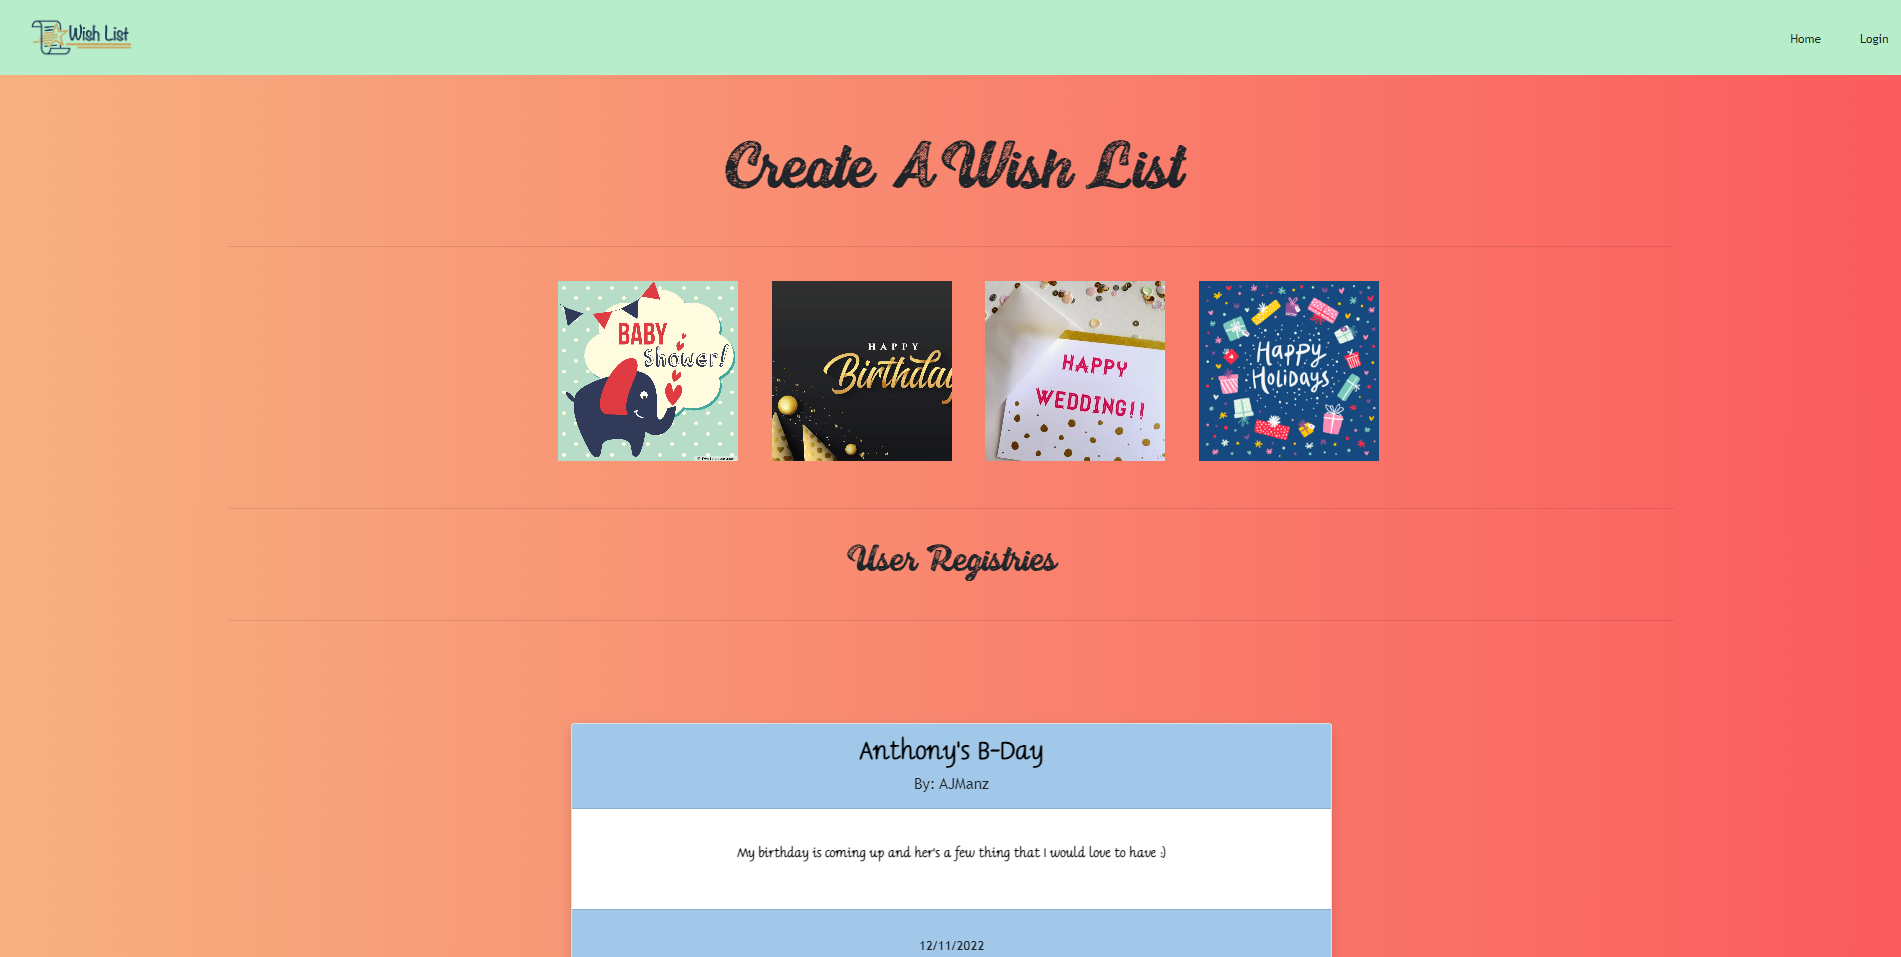 Wish List
Home
Login
Create A Wish List
BABY
Shower!
HAPPY
Birthday
HAPPY
WEDDING!!
Happy
Holidays
User Registries
Anthony's B-Day
By: AJManz
My birthday is coming up and her's a few thing that I would love to have :)
12/11/2022